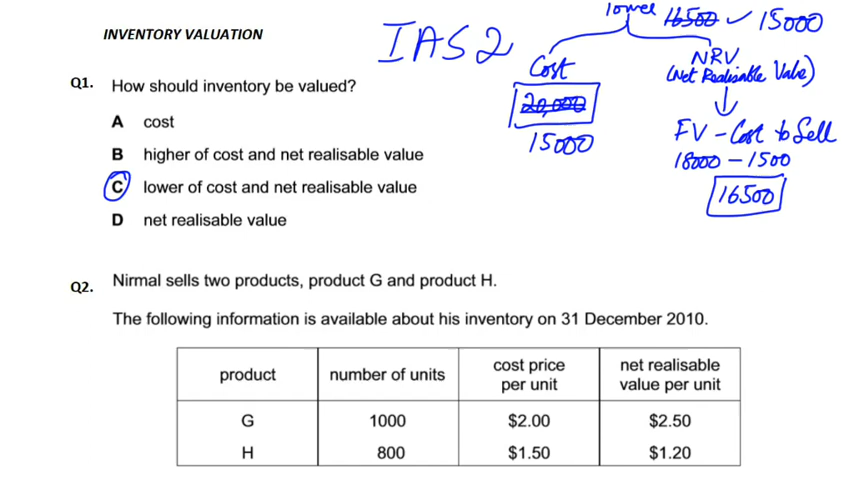 lower 16500 ✓ 15000
INVENTORY VALUATION
IAS 2
Cost
NRV
(Net Realisable Value)
20,000
15000
FV - Cost to Sell
18000 - 1500
16500
Q1. How should inventory be valued?
A cost
B higher of cost and net realisable value
C lower of cost and net realisable value
D net realisable value
Q2. Nirmal sells two products, product G and product H.
The following information is available about his inventory on 31 December 2010.
product number of units cost price per unit net realisable value per unit
G 1000 $2.00 $2.50
H 800 $1.50 $1.20